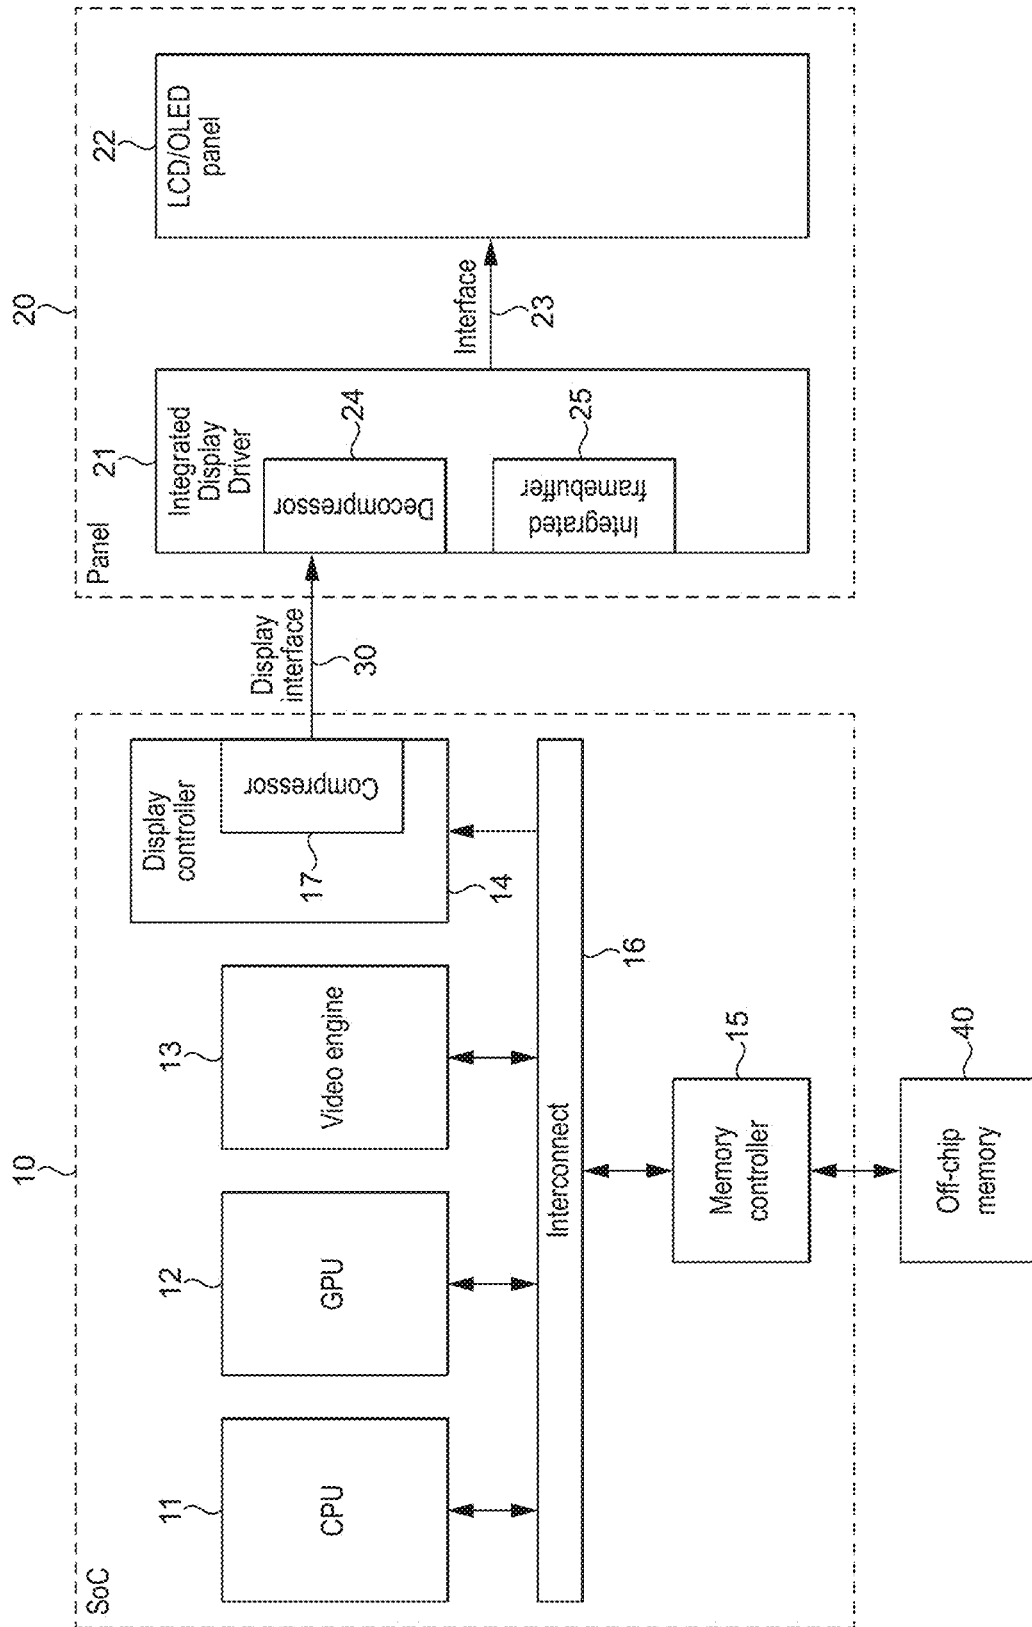 10
SoC
11
CPU
12
GPU
13
Video engine
Display
controller
Compressor
17
14
Interconnect
16
Memory
controller
15
Off-chip
memory
40
Display
interface
30
20
Panel
21
Integrated
Display
Driver
Decompressor
24
Integrated
framebuffer
25
Interface
23
22
LCD/OLED
panel